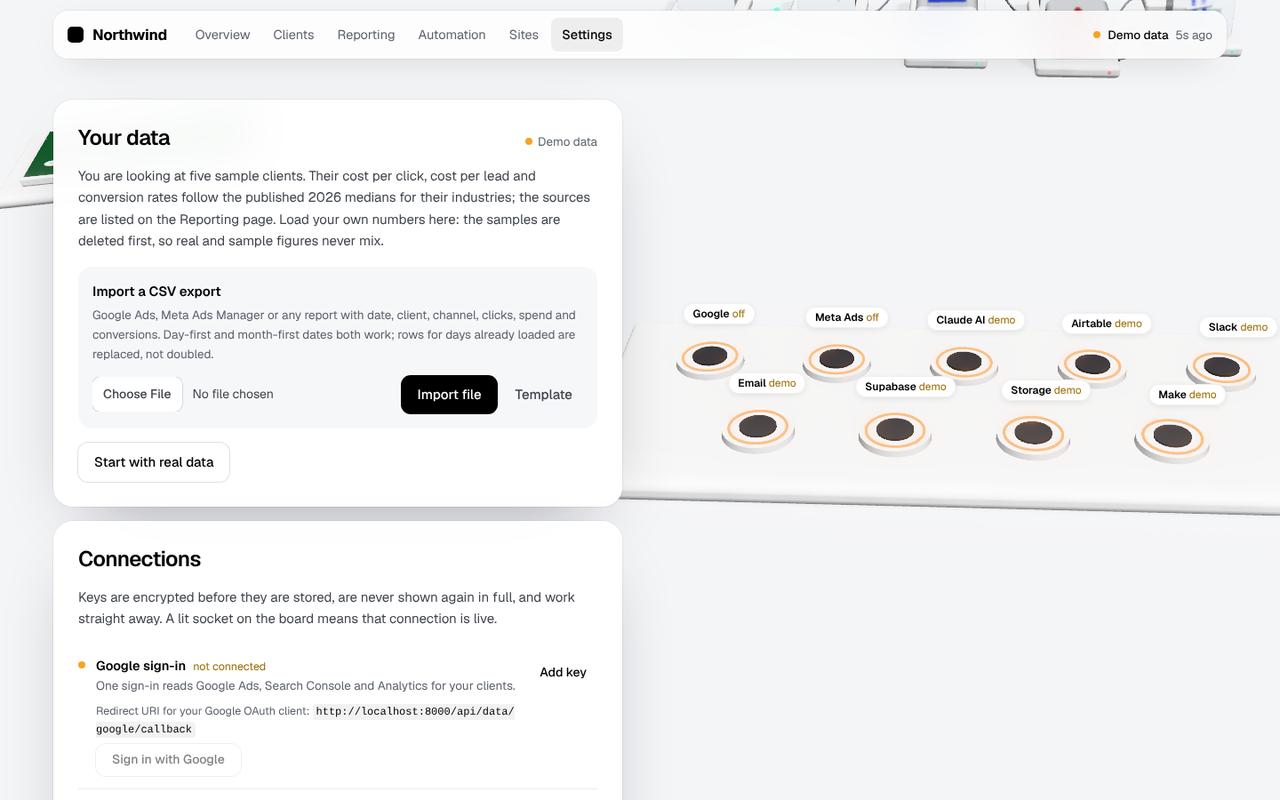 Northwind
Overview
Clients
Reporting
Automation
Sites
Settings
Demo data 5s ago
Your data
Demo data
You are looking at five sample clients. Their cost per click, cost per lead and
conversion rates follow the published 2026 medians for their industries; the sources
are listed on the Reporting page. Load your own numbers here: the samples are
deleted first, so real and sample figures never mix.
Import a CSV export
Google Ads, Meta Ads Manager or any report with date, client, channel, clicks, spend and
conversions. Day-first and month-first dates both work; rows for days already loaded are
replaced, not doubled.
Choose File No file chosen
Import file
Template
Start with real data
Google off
Meta Ads off
Claude AI demo
Airtable demo
Slack demo
Email demo
Supabase demo
Storage demo
Make demo
Connections
Keys are encrypted before they are stored, are never shown again in full, and work
straight away. A lit socket on the board means that connection is live.
Google sign-in not connected
Add key
One sign-in reads Google Ads, Search Console and Analytics for your clients.
Redirect URI for your Google OAuth client: http://localhost:8000/api/data/
google/callback
Sign in with Google